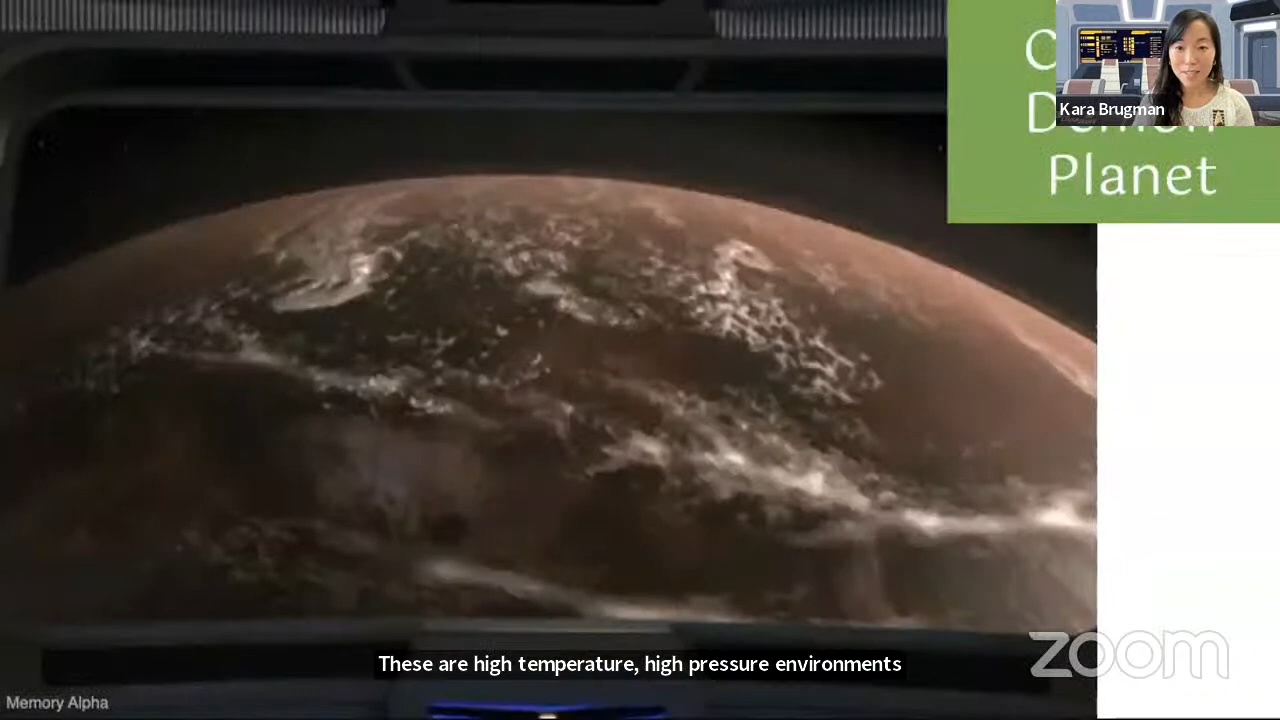 Kara Brugman
Planet
These are high temperature, high pressure environments
zoom
Memory Alpha